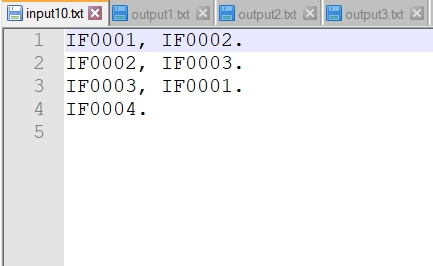 input10.txt output1.txt output2.txt output3.txt
1 IF0001, IF0002.
2 IF0002, IF0003.
3 IF0003, IF0001.
4 IF0004.
5